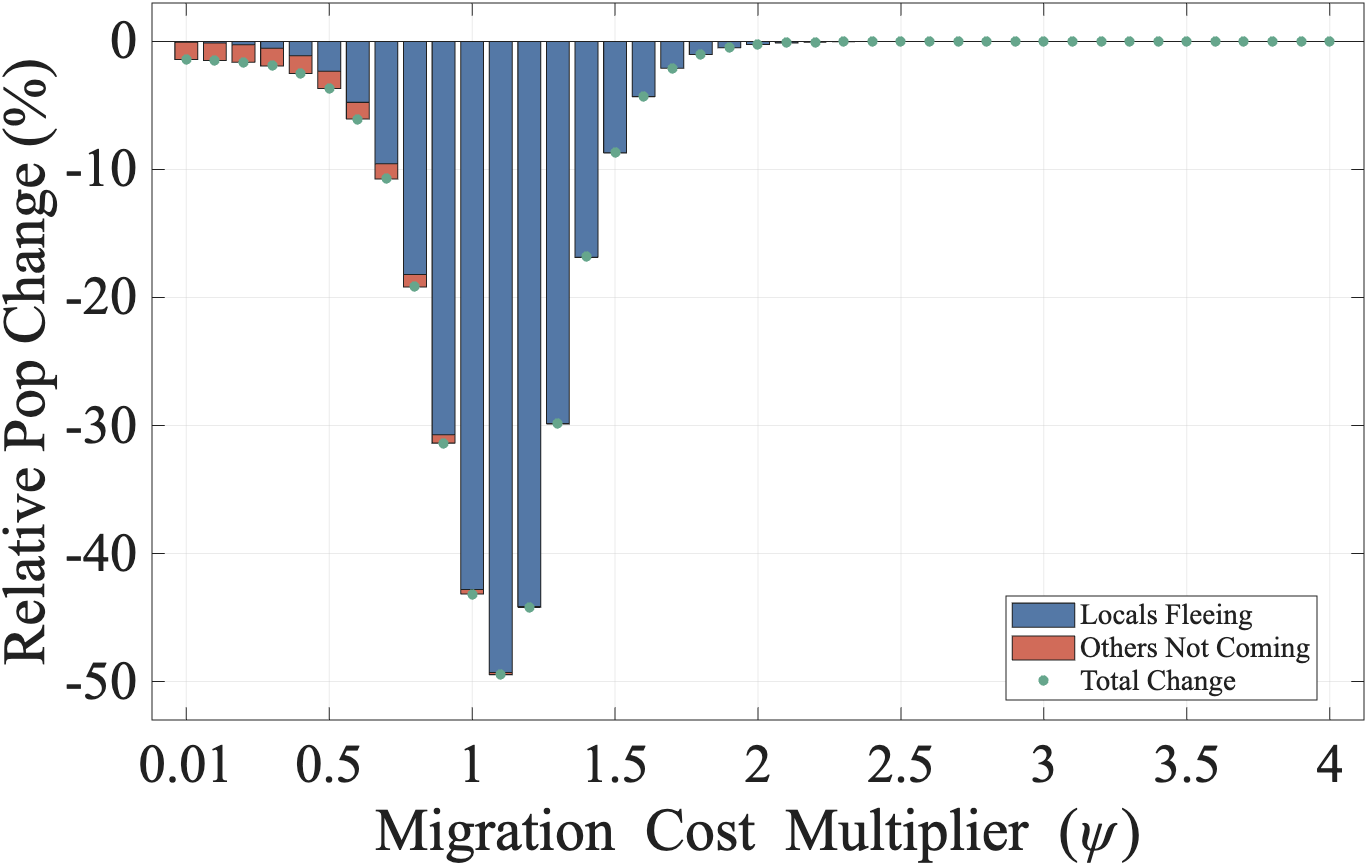 Relative Pop Change (%)
0
-10
-20
-30
-40
-50
Locals Fleeing
Others Not Coming
Total Change
0.01 0.5 1 1.5 2 2.5 3 3.5 4
Migration Cost Multiplier (ψ)